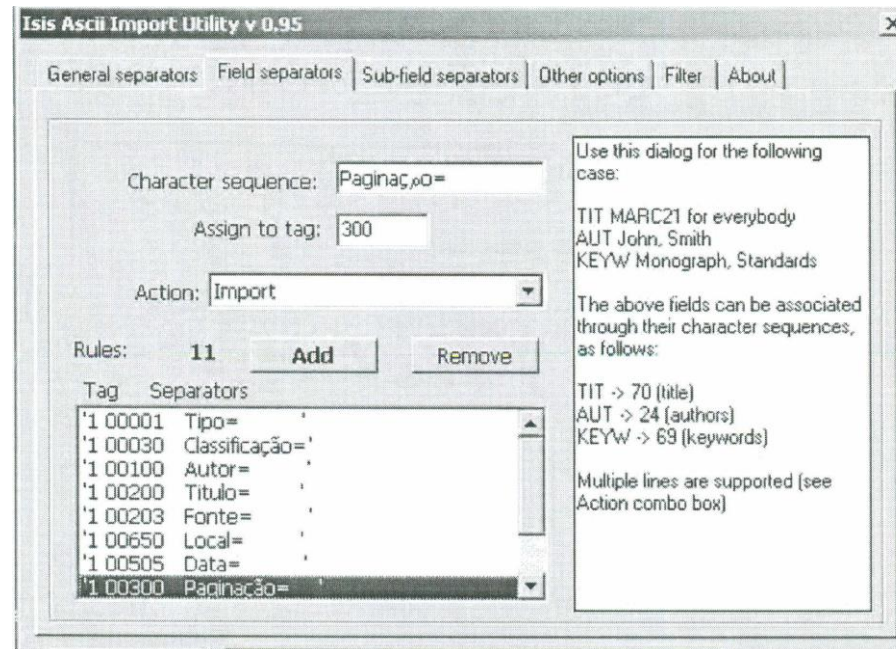 Isis Ascii Import Utility v 0.95
General separators Field separators Sub-field separators Other options Filter About
Character sequence: Paginaç„o=
Assign to tag: 300
Action: Import
Rules: 11 Add Remove
Tag Separators
'1 00001 Tipo= '
'1 00030 Classificação='
'1 00100 Autor= '
'1 00200 Titulo= '
'1 00203 Fonte= '
'1 00650 Local= '
'1 00505 Data= '
'1 00300 Paginação= '
Use this dialog for the following
case:
TIT MARC21 for everybody
AUT John, Smith
KEYW Monograph, Standards
The above fields can be associated
through their character sequences,
as follows:
TIT -> 70 (title)
AUT -> 24 (authors)
KEYW -> 69 (keywords)
Multiple lines are supported (see
Action combo box)